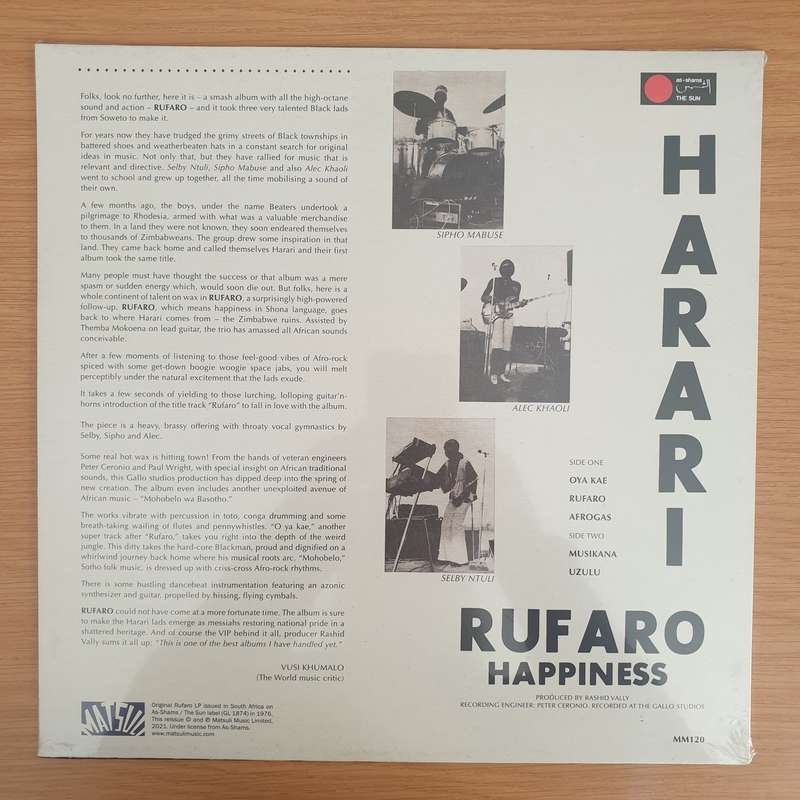 Folks, look no further, here it is – a smash album with all the high-octane
sound and action – RUFARO – and it took three very talented Black lads
from Soweto to make it.
For years now they have trudged the grimy streets of Black townships in
battered shoes and weatherbeaten hats in a constant search for original
ideas in music. Not only that, but they have rallied for music that is
relevant and directive. Selby Ntuli, Sipho Mabuse and also Alec Khaoli
went to school and grew up together, all the time mobilising a sound of
their own.
A few months ago, the boys, under the name Beaters undertook a
pilgrimage to Rhodesia, armed with what was a valuable merchandise
to them. In a land they were not known, they soon endeared themselves
to thousands of Zimbabweans. The group drew some inspiration in that
land. They came back home and called themselves Harari and their first
album took the same title.
Many people must have thought the success or that album was a mere
spasm or sudden energy which, would soon die out. But folks, here is a
whole continent of talent on wax in RUFARO, a surprisingly high-powered
follow-up. RUFARO, which means happiness in Shona language, goes
back to where Harari comes from – the Zimbabwe ruins. Assisted by
Themba Mokoena on lead guitar, the trio has amassed all African sounds
conceivable.
After a few moments of listening to those feel-good vibes of Afro-rock
spiced with some get-down boogie woogie space jabs, you will melt
perceptibly under the natural excitement that the lads exude.
It takes a few seconds of yielding to those lurching, lolloping guitar'n-
horns introduction of the title track "Rufaro" to fall in love with the album.
The piece is a heavy, brassy offering with throaty vocal gymnastics by
Selby, Sipho and Alec.
Some real hot wax is hitting town! From the hands of veteran engineers
Peter Ceronio and Paul Wright, with special insight on African traditional
sounds, this Gallo studios production has dipped deep into the spring of
new creation. The album even includes another unexploited avenue of
African music – "Mohobelo wa Basotho."
The works vibrate with percussion in toto, conga drumming and some
breath-taking wailing of flutes and pennywhistles. "O ya kae," another
super track after "Rufaro," takes you right into the depth of the weird
jungle. This ditty takes the hard-core Blackman, proud and dignified on a
whirlwind journey back home where his musical roots are. "Mohobelo,"
Sotho folk music, is dressed up with criss-cross Afro-rock rhythms.
There is some hustling dancebeat instrumentation featuring an azonic
synthesizer and guitar, propelled by hissing, flying cymbals.
RUFARO could not have come at a more fortunate time. The album is sure
to make the Harari lads emerge as messiahs restoring national pride in a
shattered heritage. And of course the VIP behind it all, producer Rashid
Vally sums it all up: "This is one of the best albums I have handled yet."
VUSI KHUMALO
(The World music critic)
MATSULI
Original Rufaro LP issued in South Africa on
As-Shams / The Sun label (GL 1874) in 1976.
This reissue © and ℗ Matsuli Music Limited,
2021. Under license from As-Shams.
www.matsulimusic.com
SIPHO MABUSE
ALEC KHAOLI
SELBY NTULI
as-shams
الشمس
THE SUN
HARARI
SIDE ONE
OYA KAE
RUFARO
AFROGAS
SIDE TWO
MUSIKANA
UZULU
RUFARO
HAPPINESS
PRODUCED BY RASHID VALLY
RECORDING ENGINEER: PETER CERONIO. RECORDED AT THE GALLO STUDIOS
MM120